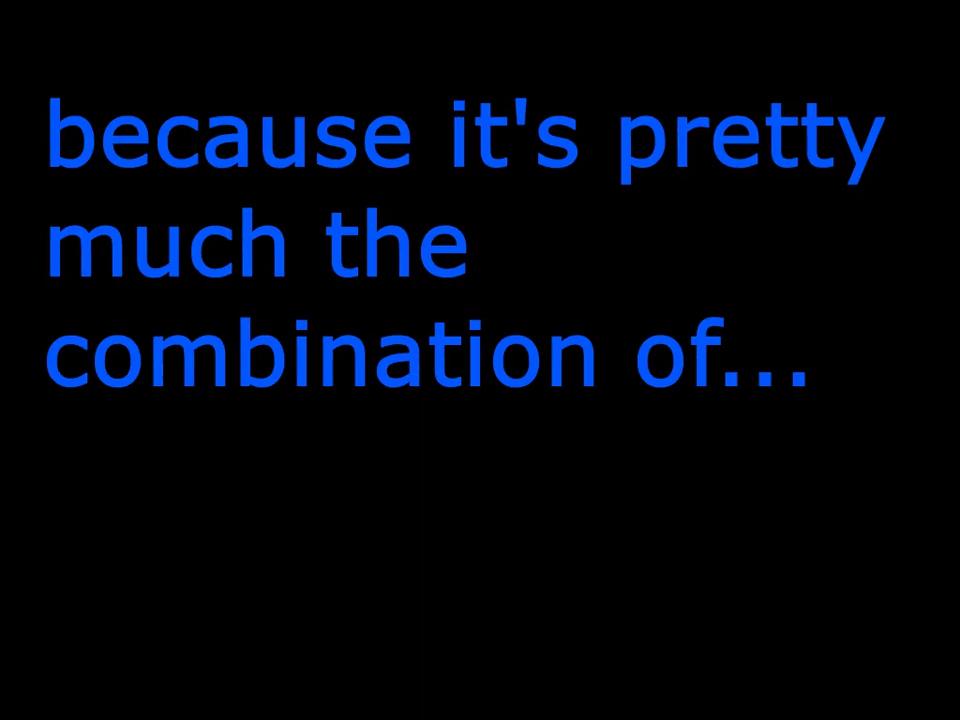 because it's pretty
much the
combination of...